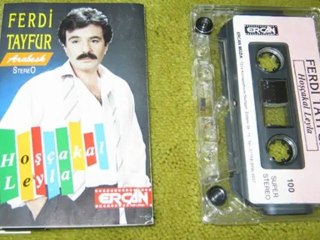 FERDİ
TAYFUR
Arabesk
STEREO
Hoşçakal
Leyla
ERCAN
ERCAN
FERDİ TAYFUR
Hoşçakal Leyla
100
SUPER
STEREO